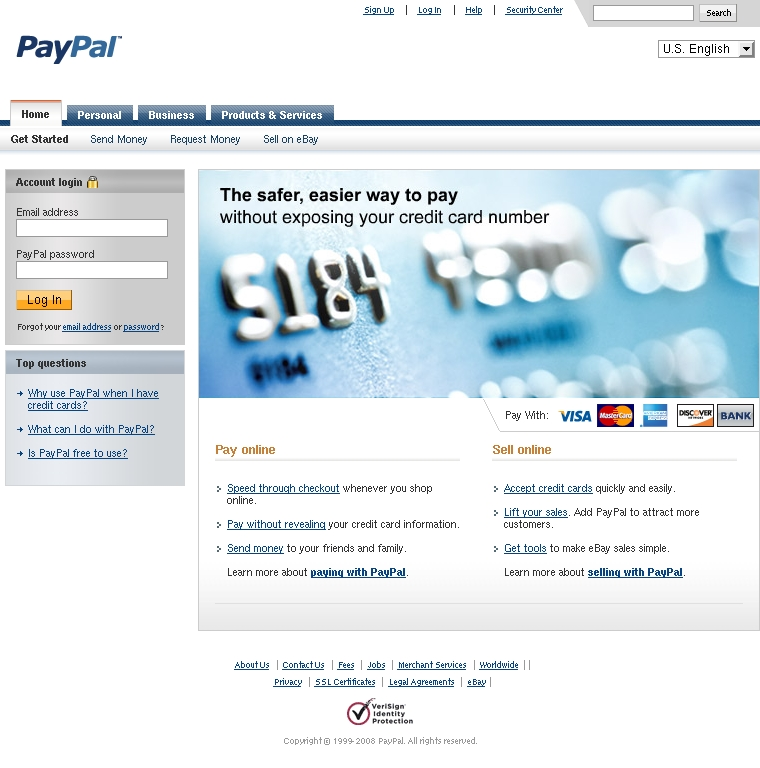 Sign Up | Log In | Help | Security Center Search
PayPal™
U.S. English
Home Personal Business Products & Services
Get Started Send Money Request Money Sell on eBay
Account login
Email address
PayPal password
Log In
Forgot your email address or password?
Top questions
Why use PayPal when I have
credit cards?
What can I do with PayPal?
Is PayPal free to use?
The safer, easier way to pay
without exposing your credit card number
5184
Pay With: VISA MasterCard DISCOVER BANK
Pay online
Speed through checkout whenever you shop
online.
Pay without revealing your credit card information.
Send money to your friends and family.
Learn more about paying with PayPal.
Sell online
Accept credit cards quickly and easily.
Lift your sales. Add PayPal to attract more
customers.
Get tools to make eBay sales simple.
Learn more about selling with PayPal.
About Us | Contact Us | Fees | Jobs | Merchant Services | Worldwide | |
Privacy | SSL Certificates | Legal Agreements | eBay |
VeriSign
Identity
Protection
Copyright © 1999-2008 PayPal. All rights reserved.